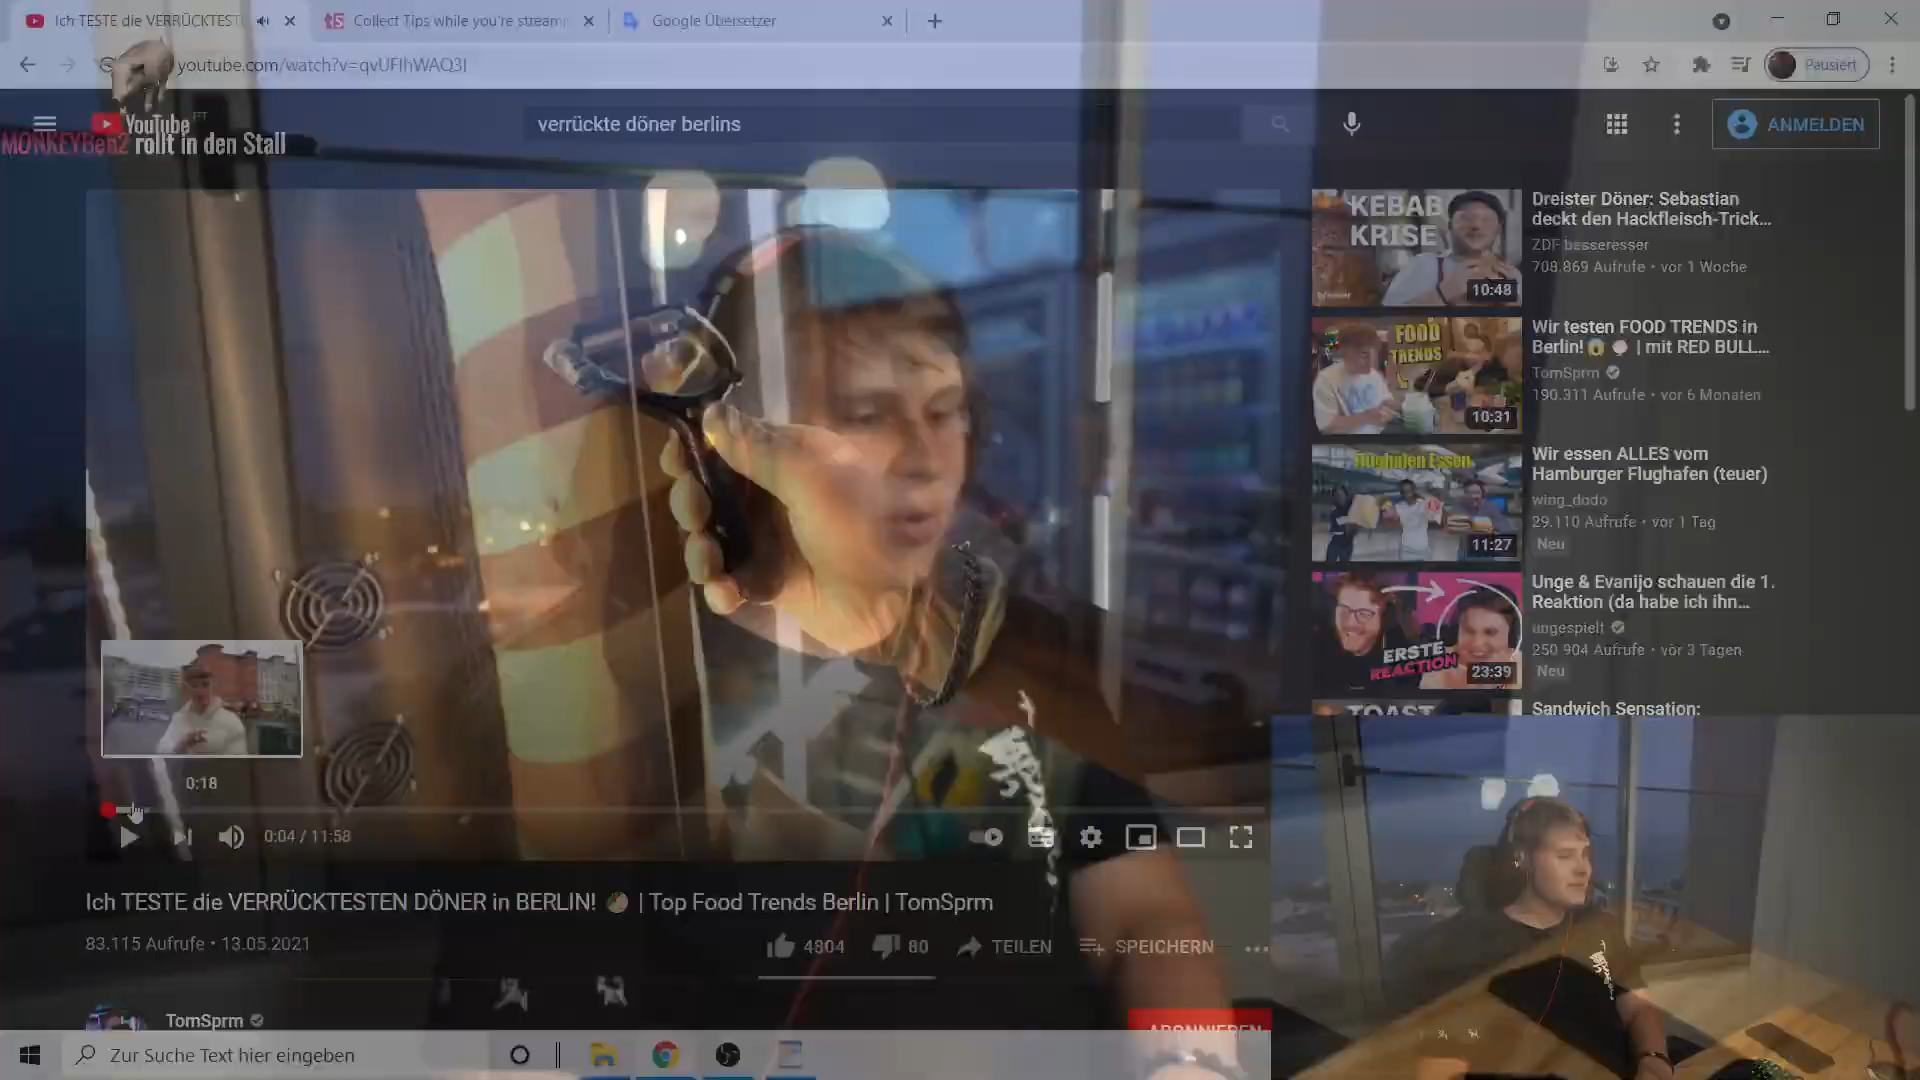 Ich TESTE die VERRÜCKTEST
Collect Tips while you're stream
Google Übersetzer
youtube.com/watch?v=qvUFIhWAQ3I
Pausiert
YouTube PT
verrückte döner berlins
ANMELDEN
MONKEYBen2 rollt in den Stall
KEBAB
KRISE
10:48
Dreister Döner: Sebastian
deckt den Hackfleisch-Trick...
ZDF besseresser
708.869 Aufrufe • vor 1 Woche
FOOD
TRENDS
10:31
Wir testen FOOD TRENDS in
Berlin! | mit RED BULL...
TomSprm
190.311 Aufrufe • vor 6 Monaten
flughafen Essen
11:27
Wir essen ALLES vom
Hamburger Flughafen (teuer)
wing_dodo
29.110 Aufrufe • vor 1 Tag
Neu
ERSTE
REACTION
23:39
Unge & Evanijo schauen die 1.
Reaktion (da habe ich ihn...
ungespielt
250.904 Aufrufe • vor 3 Tagen
Neu
TOAST
Sandwich Sensation:
0:18
0:04 / 11:58
Ich TESTE die VERRÜCKTESTEN DÖNER in BERLIN! | Top Food Trends Berlin | TomSprm
83.115 Aufrufe • 13.05.2021
4804
80
TEILEN
SPEICHERN
TomSprm
ABONNIEREN
Zur Suche Text hier eingeben